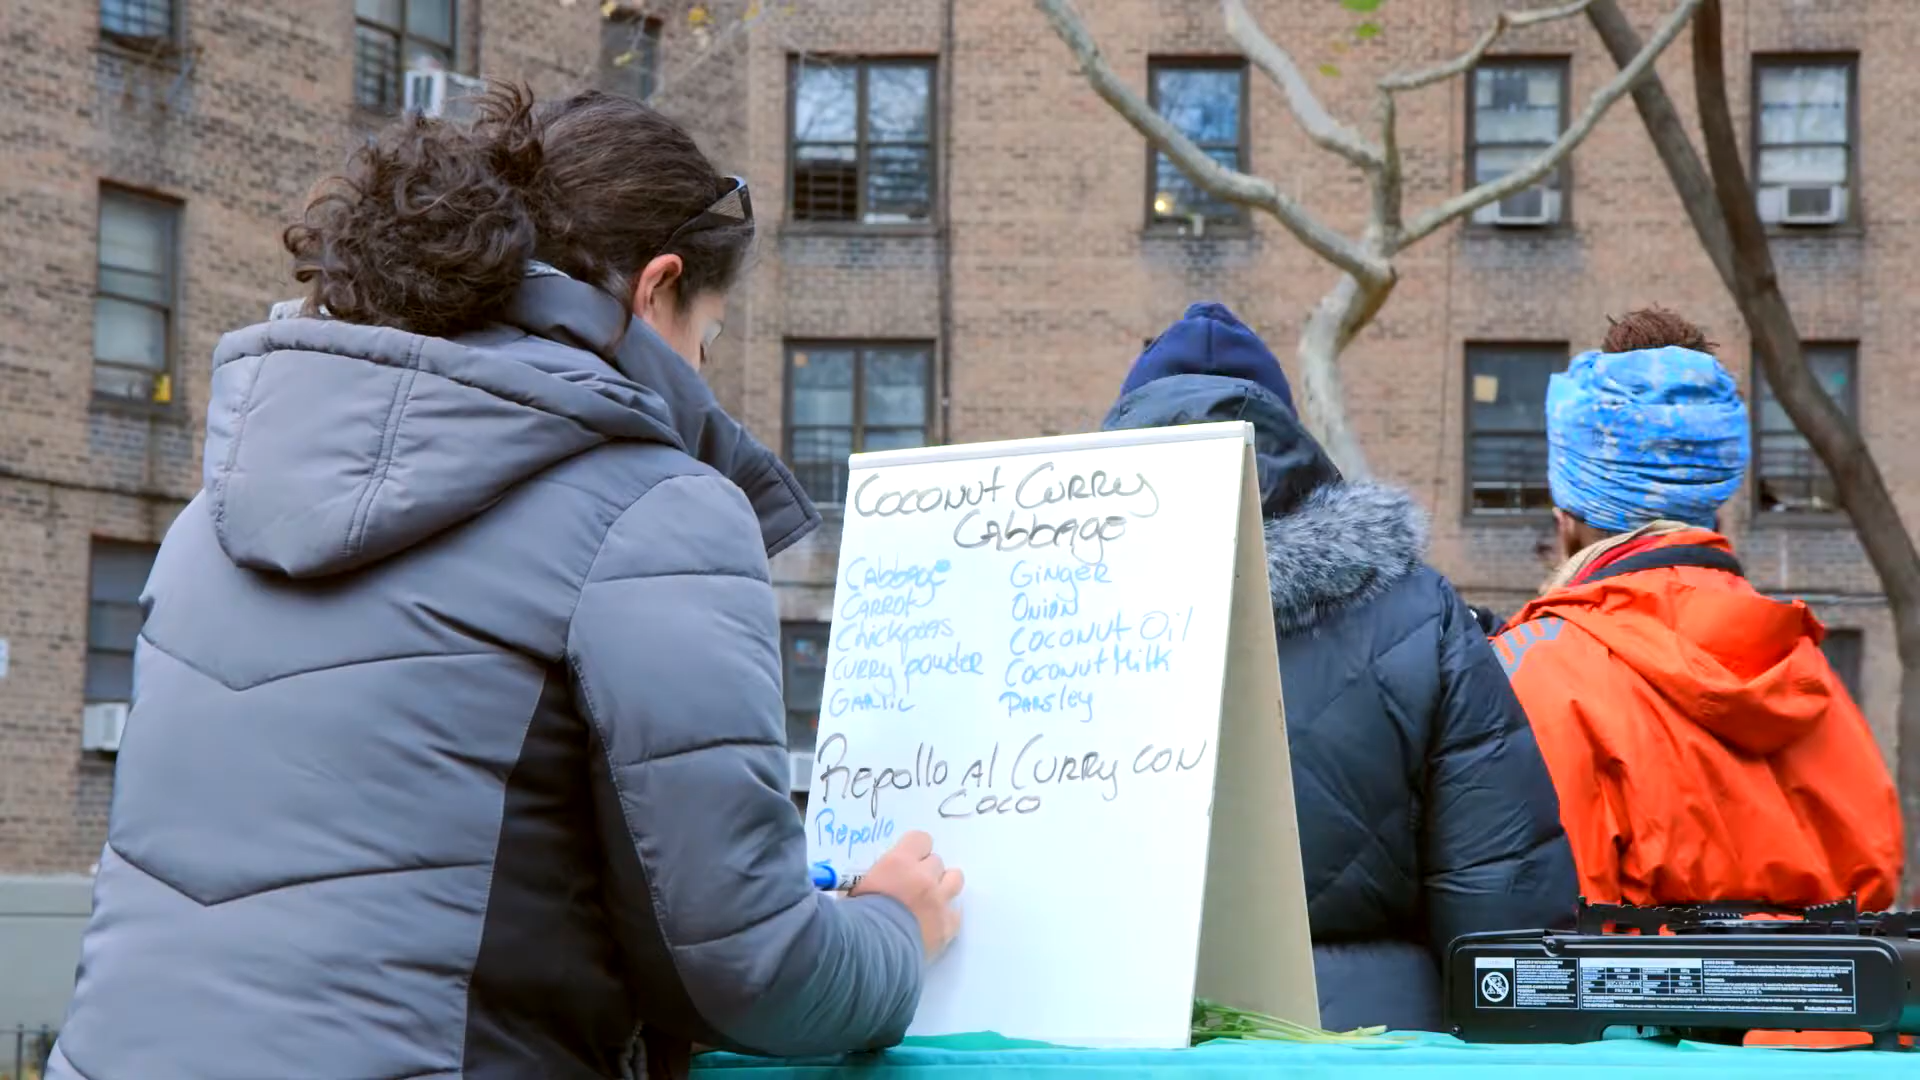 Coconut Curry
Cabbage
Cabbage
Carrot
Chickpeas
Curry powder
Garlic
Ginger
Onion
Coconut Oil
Coconut Milk
Parsley
Repollo Al Curry con
Coco
Repollo